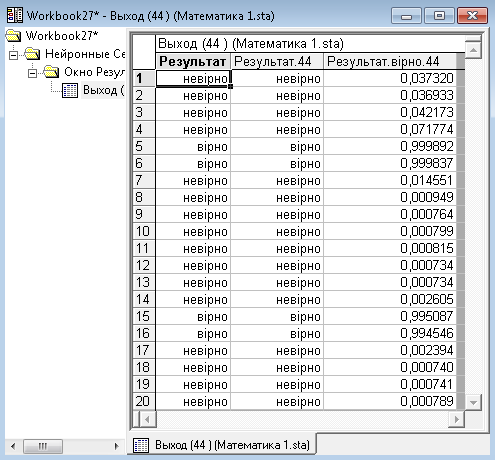 Workbook27* - Выход (44 ) (Математика 1.sta)
Workbook27*
Нейронные Се
Окно Резул
Выход (
Выход (44 ) (Математика 1.sta)
Результат Результат.44 Результат.вірно.44
1 невірно невірно 0,037320
2 невірно невірно 0,036933
3 невірно невірно 0,042173
4 невірно невірно 0,071774
5 вірно вірно 0,999892
6 вірно вірно 0,999837
7 невірно невірно 0,014551
8 невірно невірно 0,000949
9 невірно невірно 0,000764
10 невірно невірно 0,000799
11 невірно невірно 0,000815
12 невірно невірно 0,000734
13 невірно невірно 0,000734
14 невірно невірно 0,002605
15 вірно вірно 0,995087
16 вірно вірно 0,994546
17 невірно невірно 0,002394
18 невірно невірно 0,000740
19 невірно невірно 0,000741
20 невірно невірно 0,000789
Выход (44 ) (Математика 1.sta)